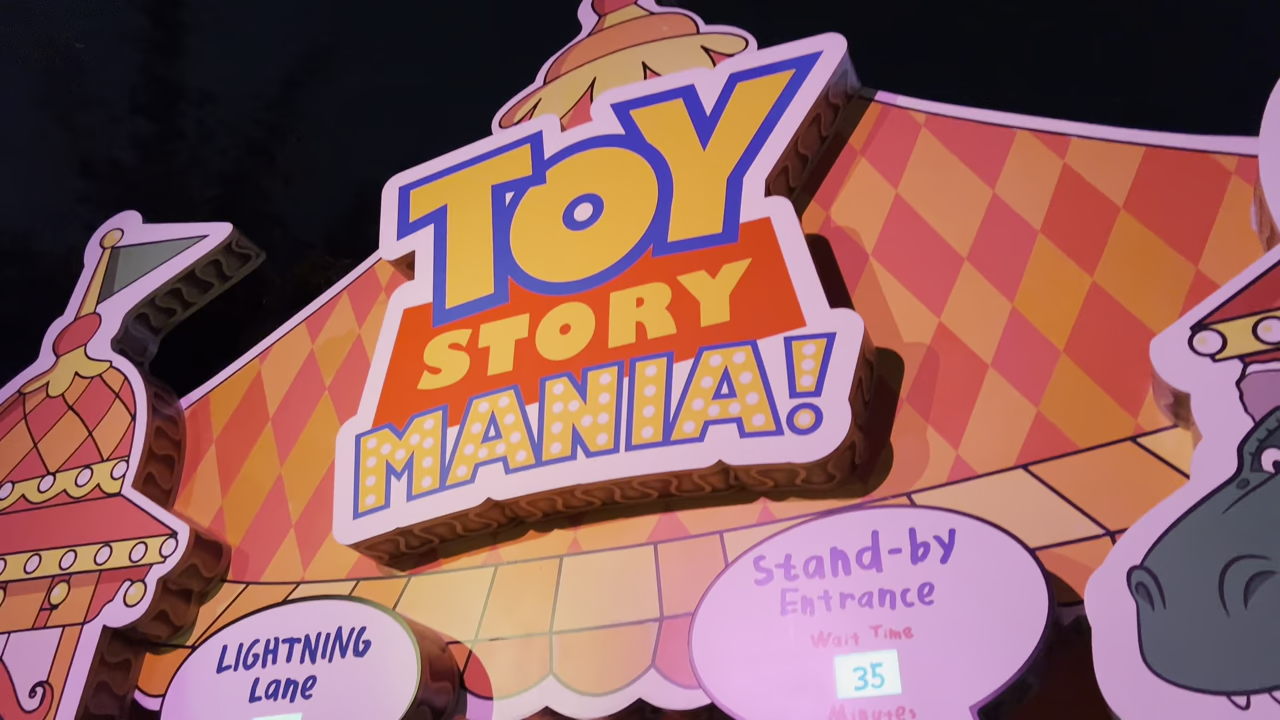 TOY
STORY
MANIA!
Stand-by
Entrance
Wait Time
35
Minutes
LIGHTNING
Lane